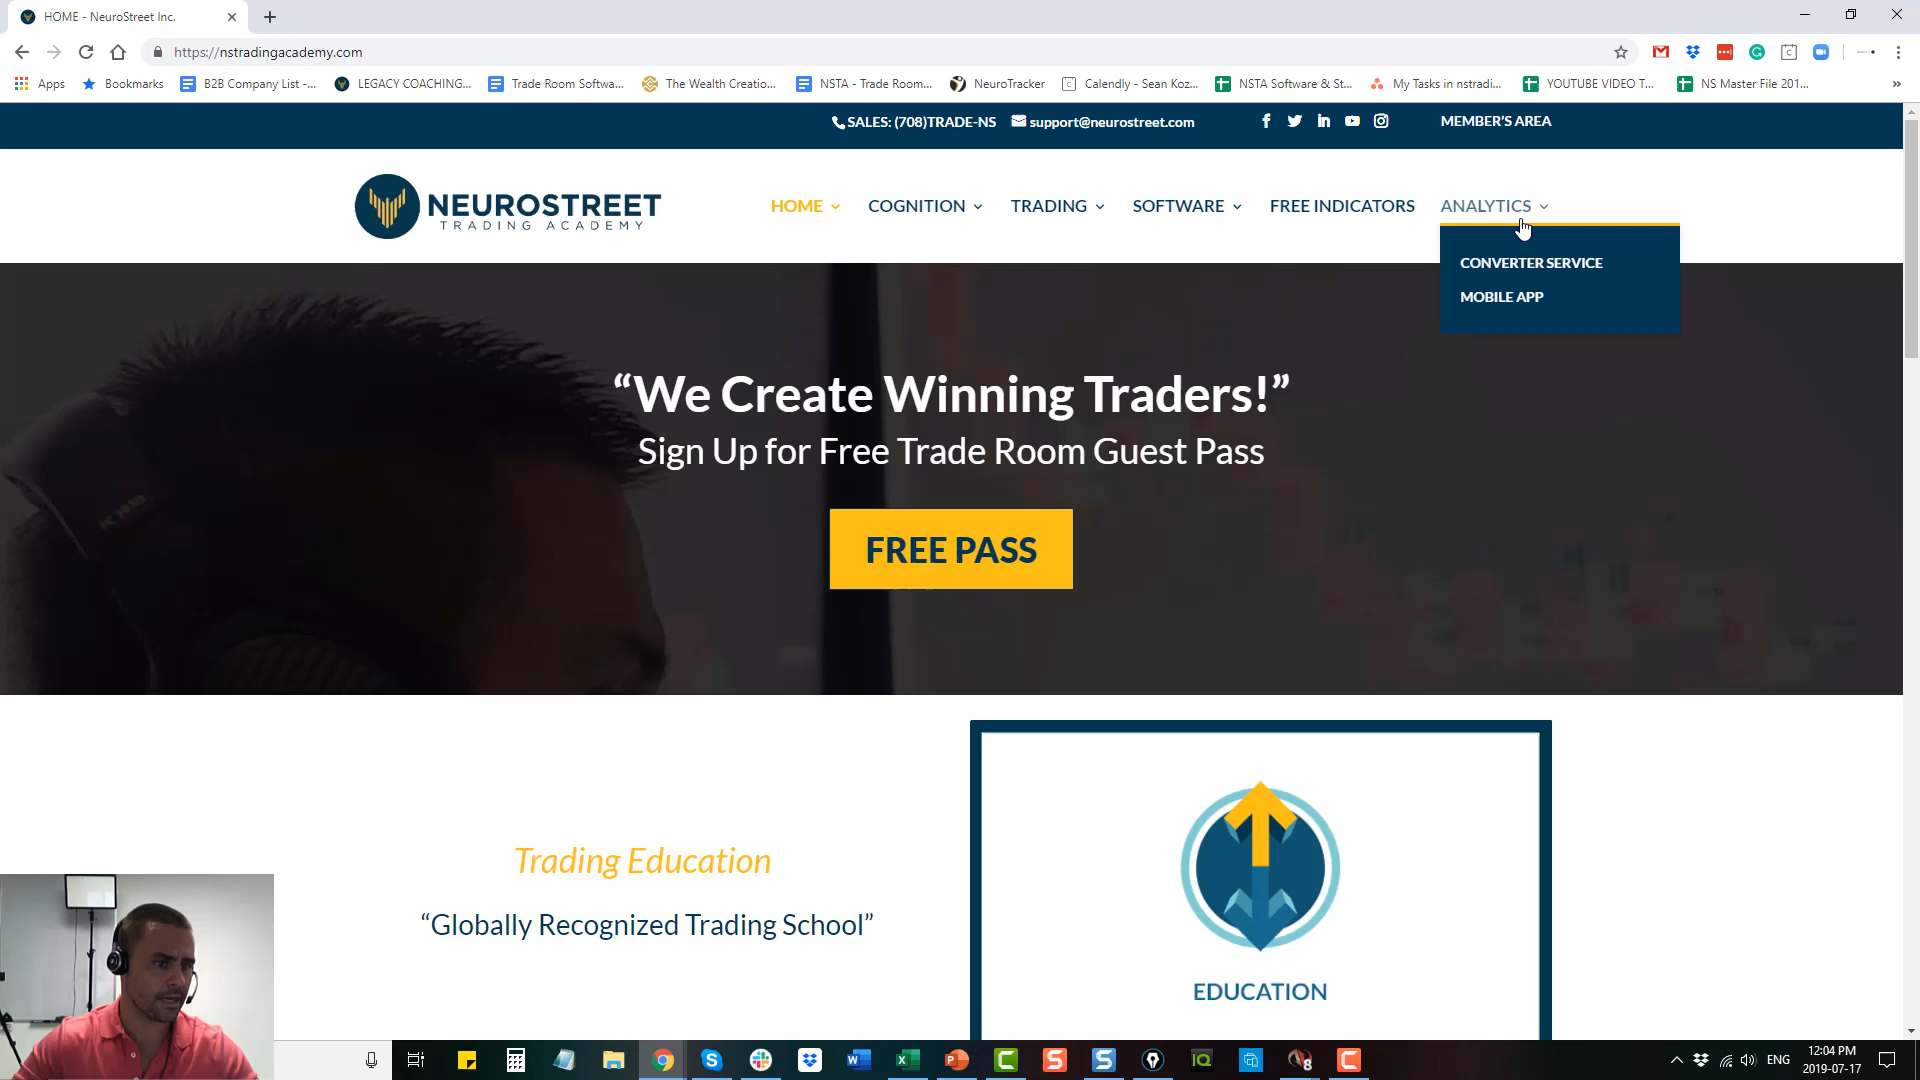 HOME - NeuroStreet Inc.
https://nstradingacademy.com
Apps
Bookmarks
B2B Company List -...
LEGACY COACHING...
Trade Room Softwa...
The Wealth Creatio...
NSTA - Trade Room...
NeuroTracker
Calendly - Sean Koz...
NSTA Software & St...
My Tasks in nstradi...
YOUTUBE VIDEO T...
NS Master File 201...
SALES: (708)TRADE-NS
support@neurostreet.com
MEMBER'S AREA
NEUROSTREET
TRADING ACADEMY
HOME
COGNITION
TRADING
SOFTWARE
FREE INDICATORS
ANALYTICS
CONVERTER SERVICE
MOBILE APP
“We Create Winning Traders!”
Sign Up for Free Trade Room Guest Pass
FREE PASS
Trading Education
“Globally Recognized Trading School”
EDUCATION
ENG
12:04 PM
2019-07-17